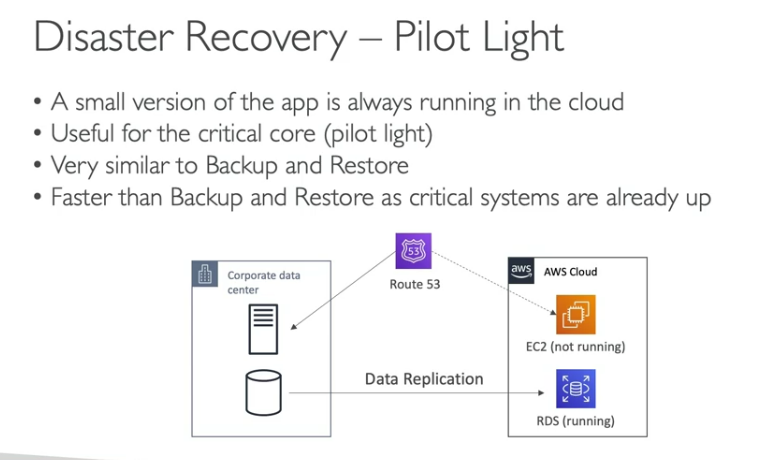 Disaster Recovery – Pilot Light
• A small version of the app is always running in the cloud
• Useful for the critical core (pilot light)
• Very similar to Backup and Restore
• Faster than Backup and Restore as critical systems are already up
53
Route 53
Corporate data
center
aws
AWS Cloud
EC2 (not running)
Data Replication
RDS (running)